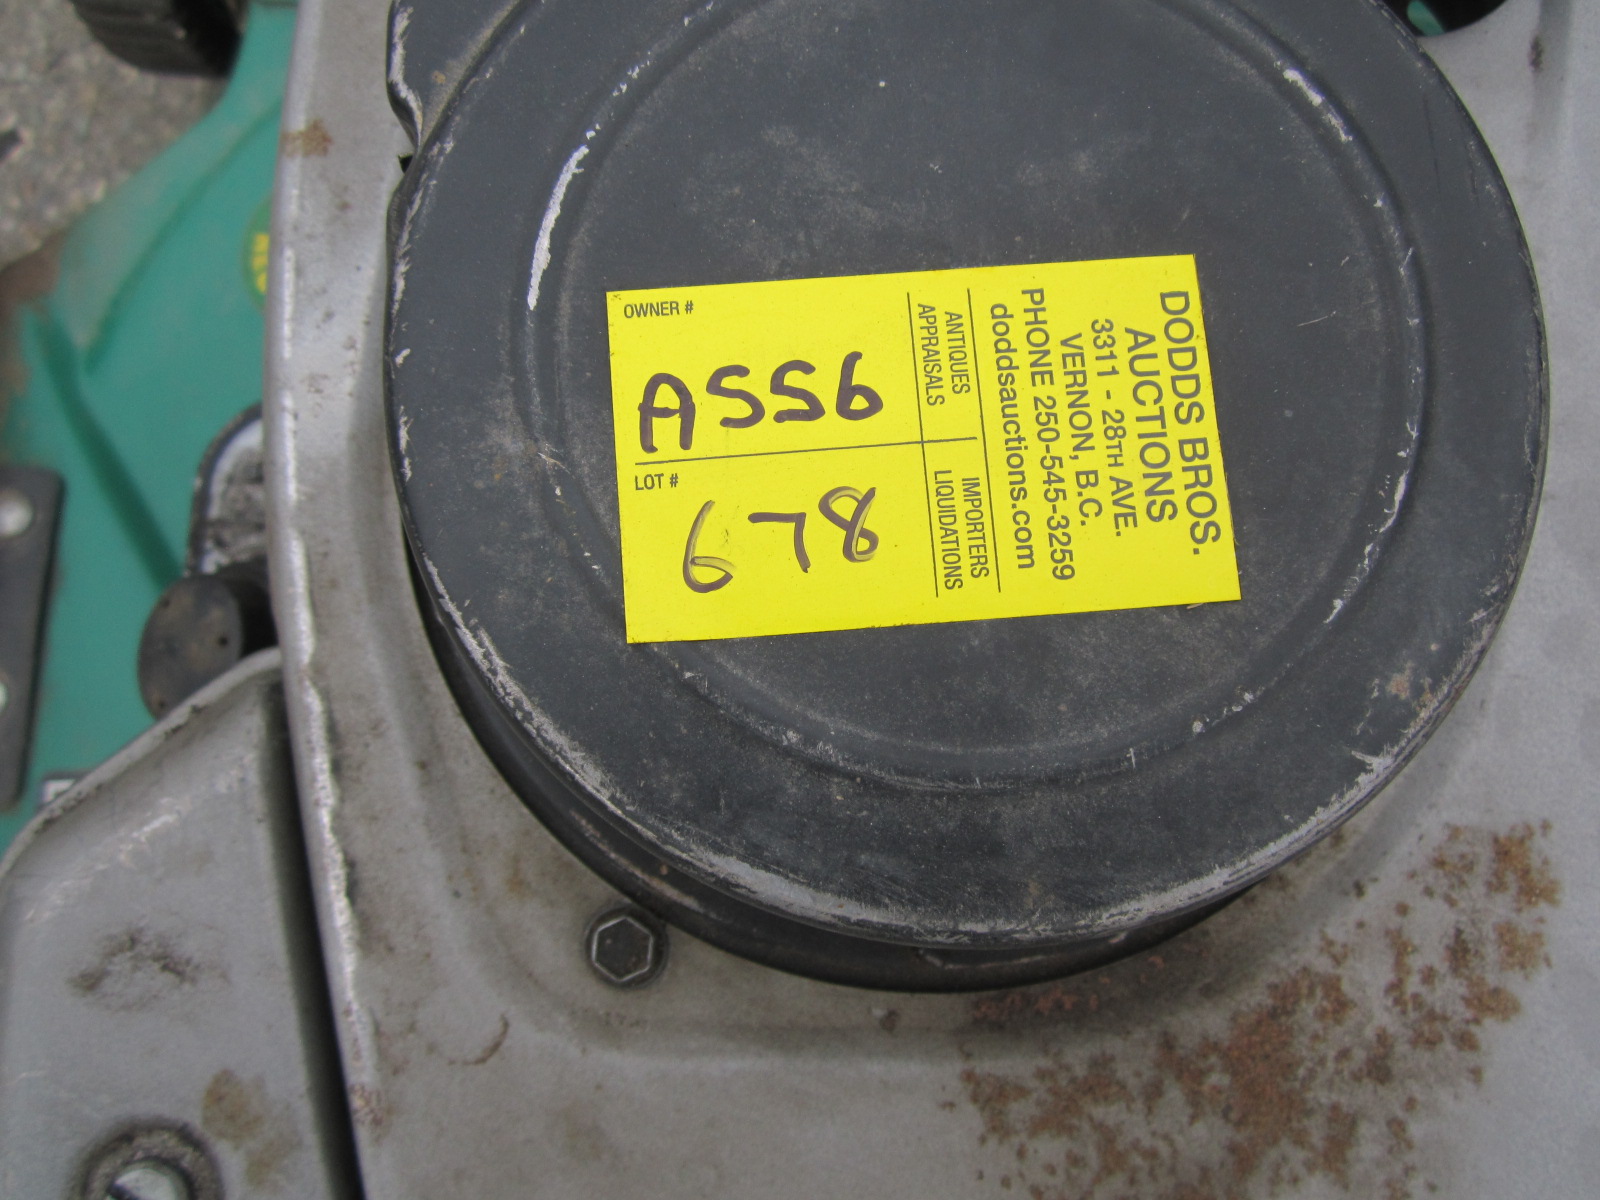 DODDS BROS.
AUCTIONS
3311 - 28TH AVE.
VERNON, B.C.
PHONE 250-545-3259
doddsauctions.com
ANTIQUES
APPRAISALS
IMPORTERS
LIQUIDATIONS
OWNER #
A556
LOT #
678